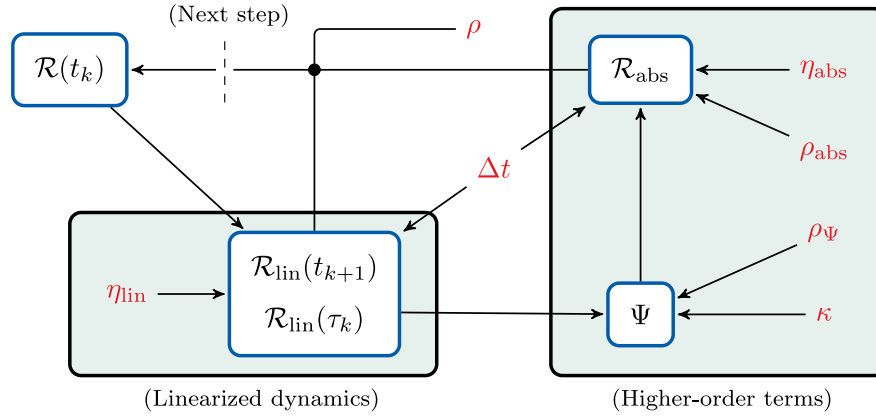 (Next step)
ρ
ℛ(t_k)
ℛ_abs
η_abs
ρ_abs
Δt
ρ_Ψ
ℛ_lin(t_{k+1})
η_lin
ℛ_lin(τ_k)
Ψ
κ
(Linearized dynamics)
(Higher-order terms)